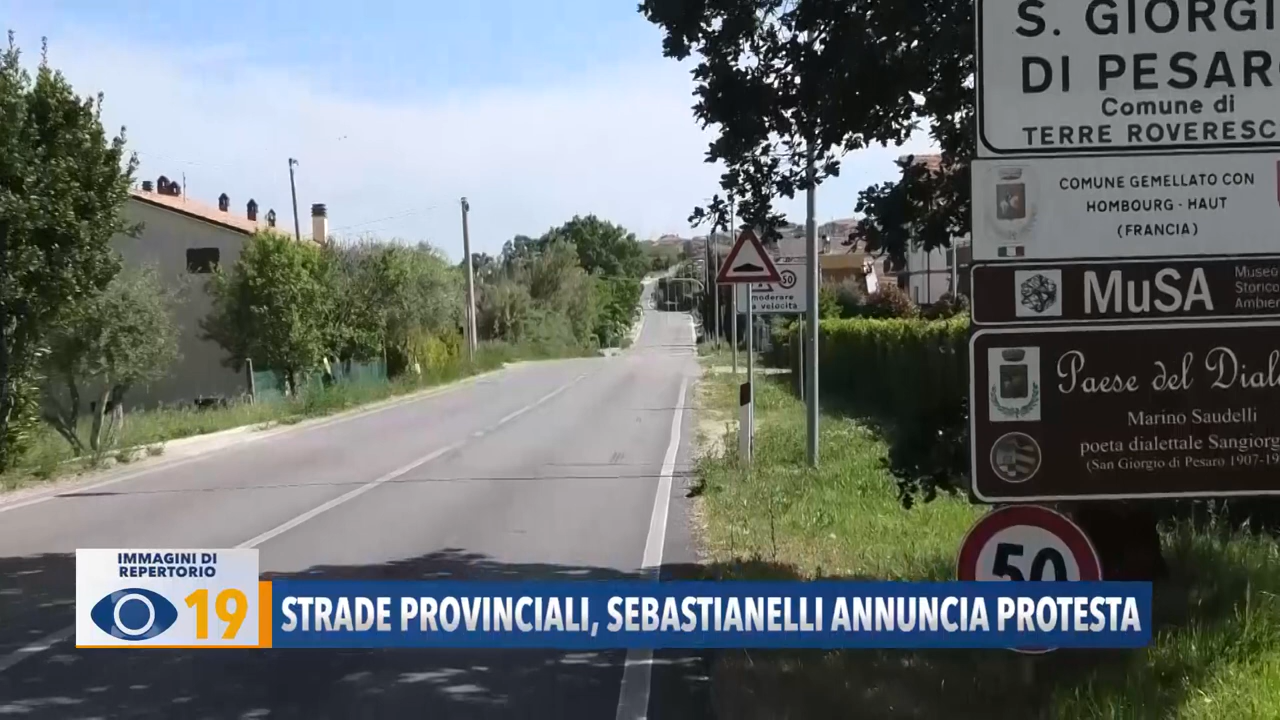 S. GIORGI
DI PESAR
Comune di
TERRE ROVERESC
COMUNE GEMELLATO CON
HOMBOURG - HAUT
(FRANCIA)
MuSA
Museo
Storico
Ambie
Paese del Diale
Marino Saudelli
poeta dialettale Sangiorg
(San Giorgio di Pesaro 1907-19
50
50
moderare
a velocità
IMMAGINI DI
REPERTORIO
19
STRADE PROVINCIALI, SEBASTIANELLI ANNUNCIA PROTESTA